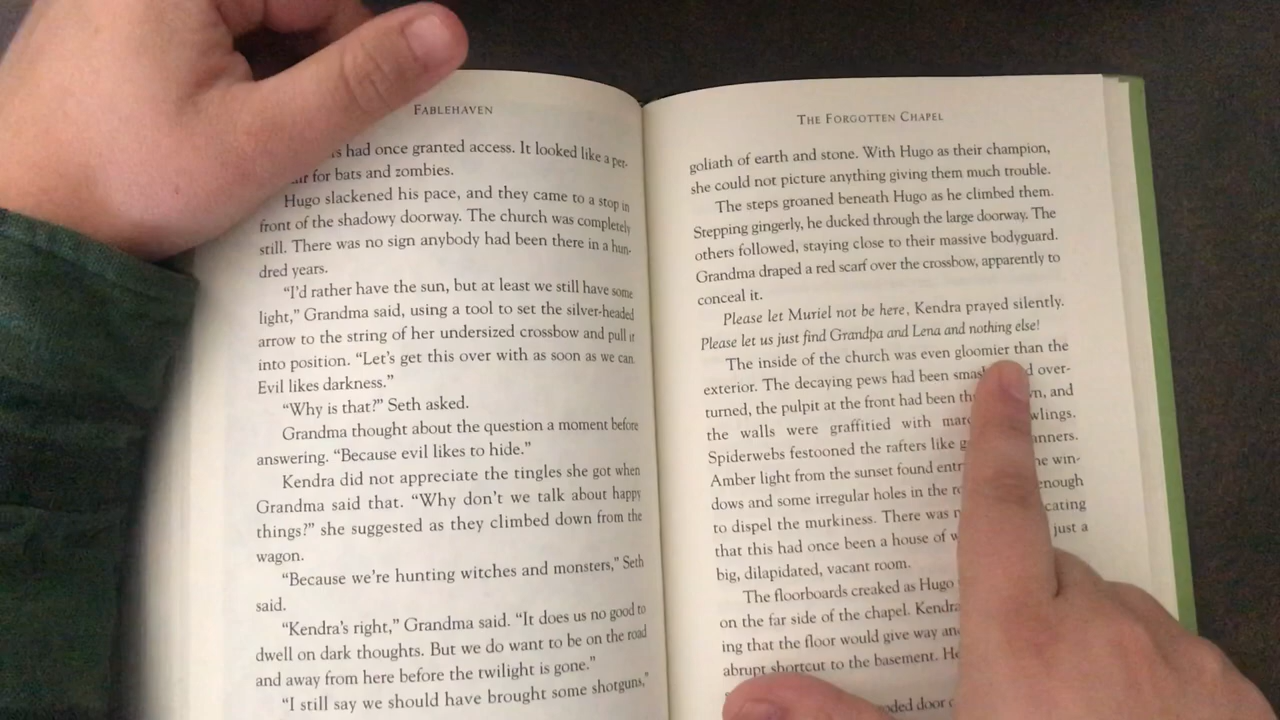 FABLEHAVEN
had once granted access. It looked like a per-
for bats and zombies.
Hugo slackened his pace, and they came to a stop in
front of the shadowy doorway. The church was completely
still. There was no sign anybody had been there in a hun-
dred years.
“I’d rather have the sun, but at least we still have some
light,” Grandma said, using a tool to set the silver-headed
arrow to the string of her undersized crossbow and pull it
into position. “Let’s get this over with as soon as we can.
Evil likes darkness.”
“Why is that?” Seth asked.
Grandma thought about the question a moment before
answering. “Because evil likes to hide.”
Kendra did not appreciate the tingles she got when
Grandma said that. “Why don’t we talk about happy
things?” she suggested as they climbed down from the
wagon.
“Because we’re hunting witches and monsters,” Seth
said.
“Kendra’s right,” Grandma said. “It does us no good to
dwell on dark thoughts. But we do want to be on the road
and away from here before the twilight is gone.”
“I still say we should have brought some shotguns,”
THE FORGOTTEN CHAPEL
goliath of earth and stone. With Hugo as their champion,
she could not picture anything giving them much trouble.
The steps groaned beneath Hugo as he climbed them.
Stepping gingerly, he ducked through the large doorway. The
others followed, staying close to their massive bodyguard.
Grandma draped a red scarf over the crossbow, apparently to
conceal it.
Please let Muriel not be here, Kendra prayed silently.
Please let us just find Grandpa and Lena and nothing else!
The inside of the church was even gloomier than the
exterior. The decaying pews had been over-
turned, the pulpit at the front had been and
the walls were graffitied with
Spiderwebs festooned the rafters like
Amber light from the sunset found win-
dows and some irregular holes in the enough
to dispel the murkiness. There was
that this had once been a house of just a
big, dilapidated, vacant room.
The floorboards creaked as Hugo
on the far side of the chapel. Kendra
ing that the floor would give way
abrupt shortcut to the basement.
door